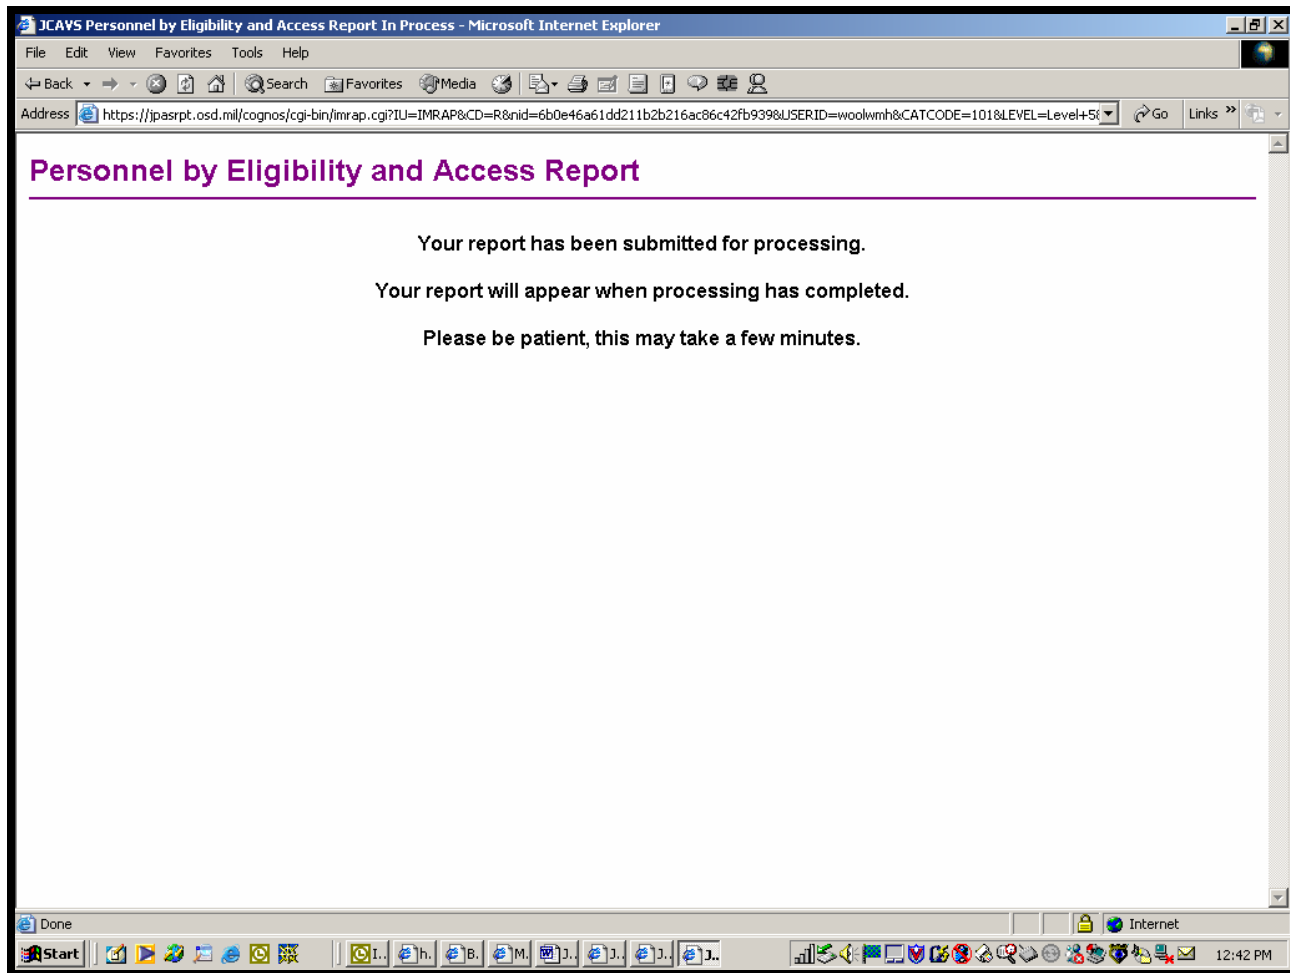 JCAVS Personnel by Eligibility and Access Report In Process - Microsoft Internet Explorer
File Edit View Favorites Tools Help
Back Search Favorites Media
Address https://jpasrpt.osd.mil/cognos/cgi-bin/imrap.cgi?IU=IMRAP&CD=R&nid=6b0e46a61dd211b2b216ac86c42fb939&USERID=woolwmh&CATCODE=101&LEVEL=Level+5& Go Links »
Personnel by Eligibility and Access Report
Your report has been submitted for processing.
Your report will appear when processing has completed.
Please be patient, this may take a few minutes.
Done Internet
Start I.. h.. B.. M.. J.. J.. J.. J.. 12:42 PM